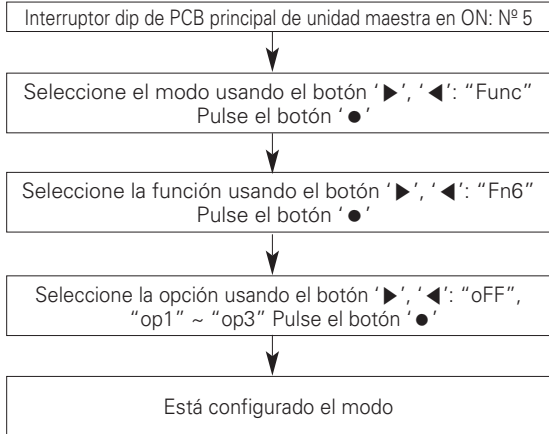 Interruptor dip de PCB principal de unidad maestra en ON: Nº 5
Seleccione el modo usando el botón ‘▶’, ‘◀’: “Func”
Pulse el botón ‘●’
Seleccione la función usando el botón ‘▶’, ‘◀’: “Fn6”
Pulse el botón ‘●’
Seleccione la opción usando el botón ‘▶’, ‘◀’: “oFF”,
“op1” ~ “op3” Pulse el botón ‘●’
Está configurado el modo